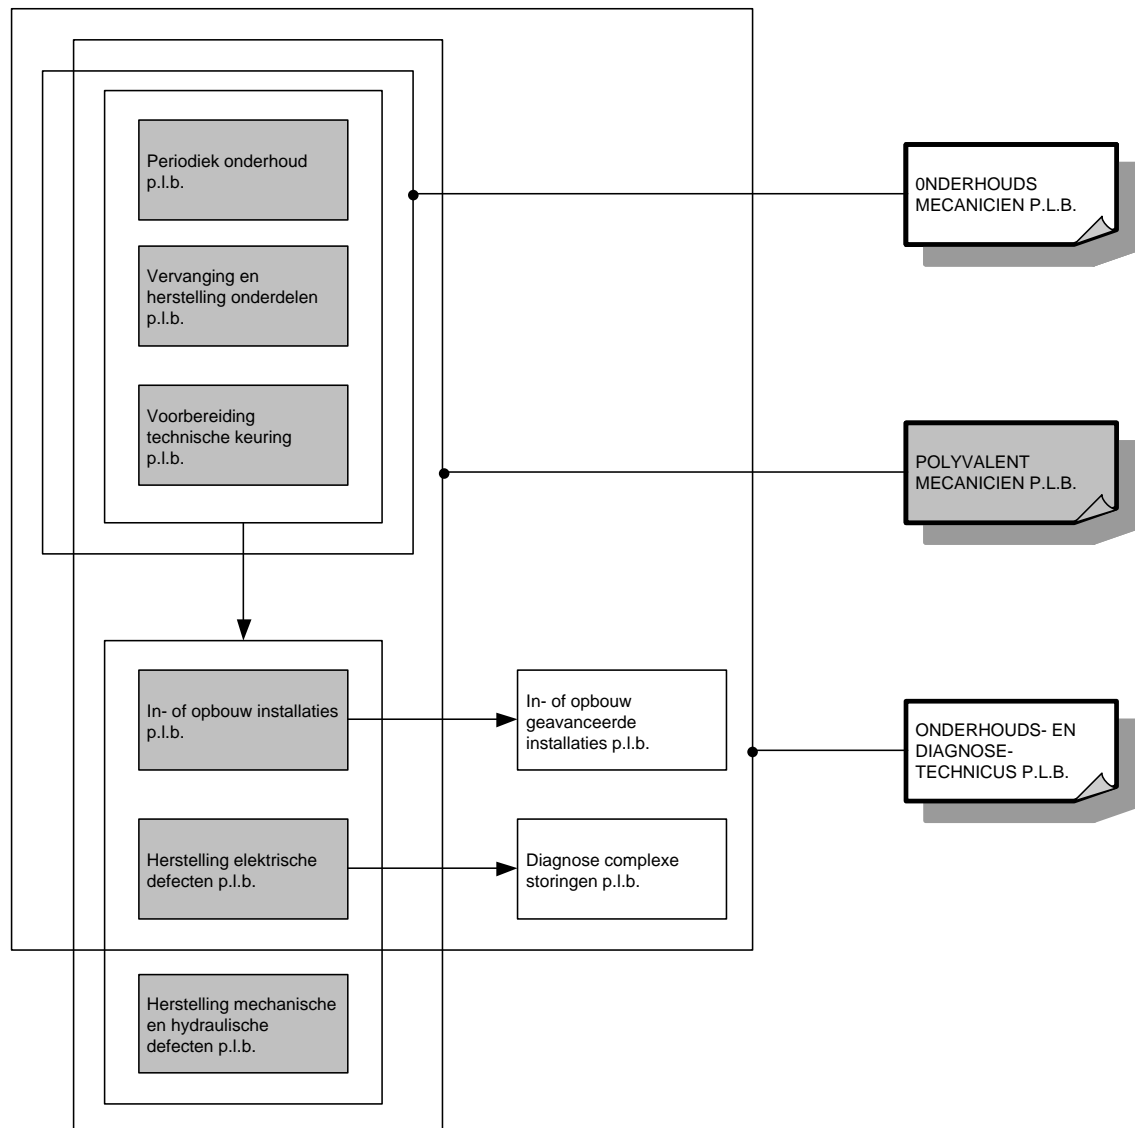 Periodiek onderhoud
p.l.b.
0NDERHOUDS
MECANICIEN P.L.B.
Vervanging en
herstelling onderdelen
p.l.b.
Voorbereiding
technische keuring
p.l.b.
POLYVALENT
MECANICIEN P.L.B.
In- of opbouw installaties
p.l.b.
In- of opbouw
geavanceerde
installaties p.l.b.
ONDERHOUDS- EN
DIAGNOSE-
TECHNICUS P.L.B.
Herstelling elektrische
defecten p.l.b.
Diagnose complexe
storingen p.l.b.
Herstelling mechanische
en hydraulische
defecten p.l.b.